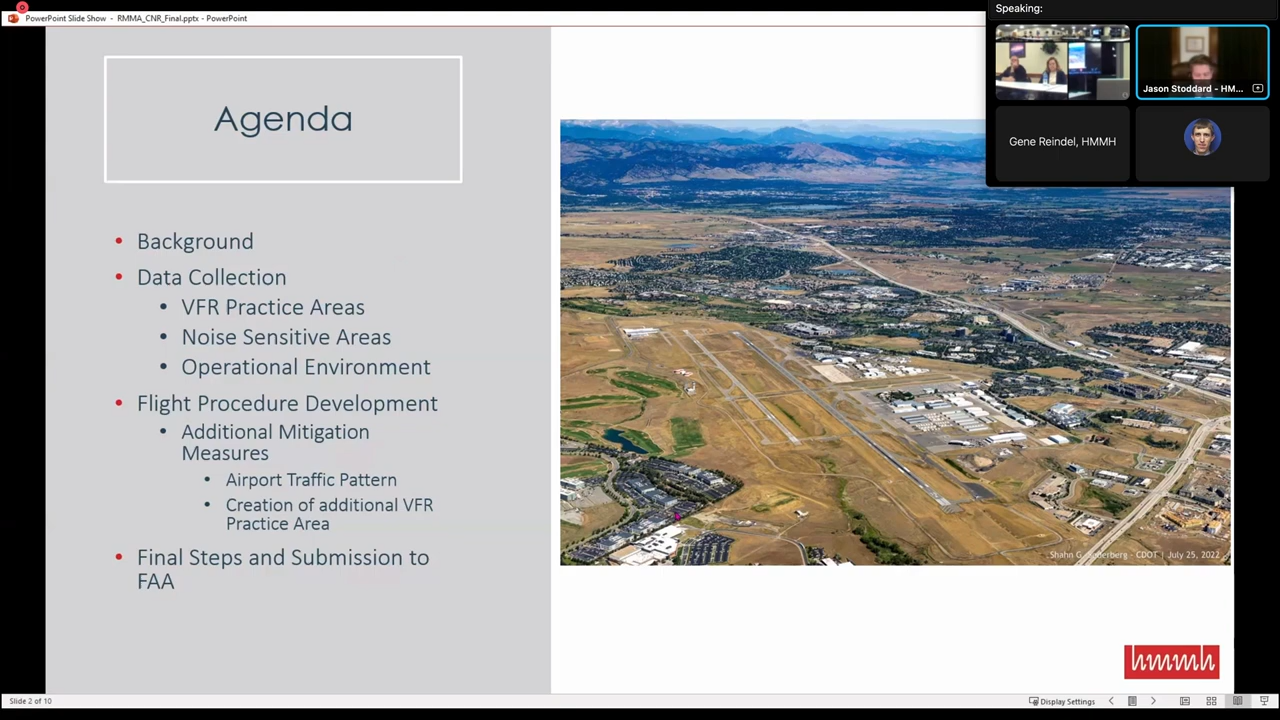 PowerPoint Slide Show - RMMA_CNR_Final.pptx - PowerPoint
Speaking:
Jason Stoddard - HM...
Gene Reindel, HMMH
Agenda
• Background
• Data Collection
• VFR Practice Areas
• Noise Sensitive Areas
• Operational Environment
• Flight Procedure Development
• Additional Mitigation
Measures
• Airport Traffic Pattern
• Creation of additional VFR
Practice Area
• Final Steps and Submission to
FAA
CDOT | July 25, 2022
hmmh
Slide 2 of 10
Display Settings